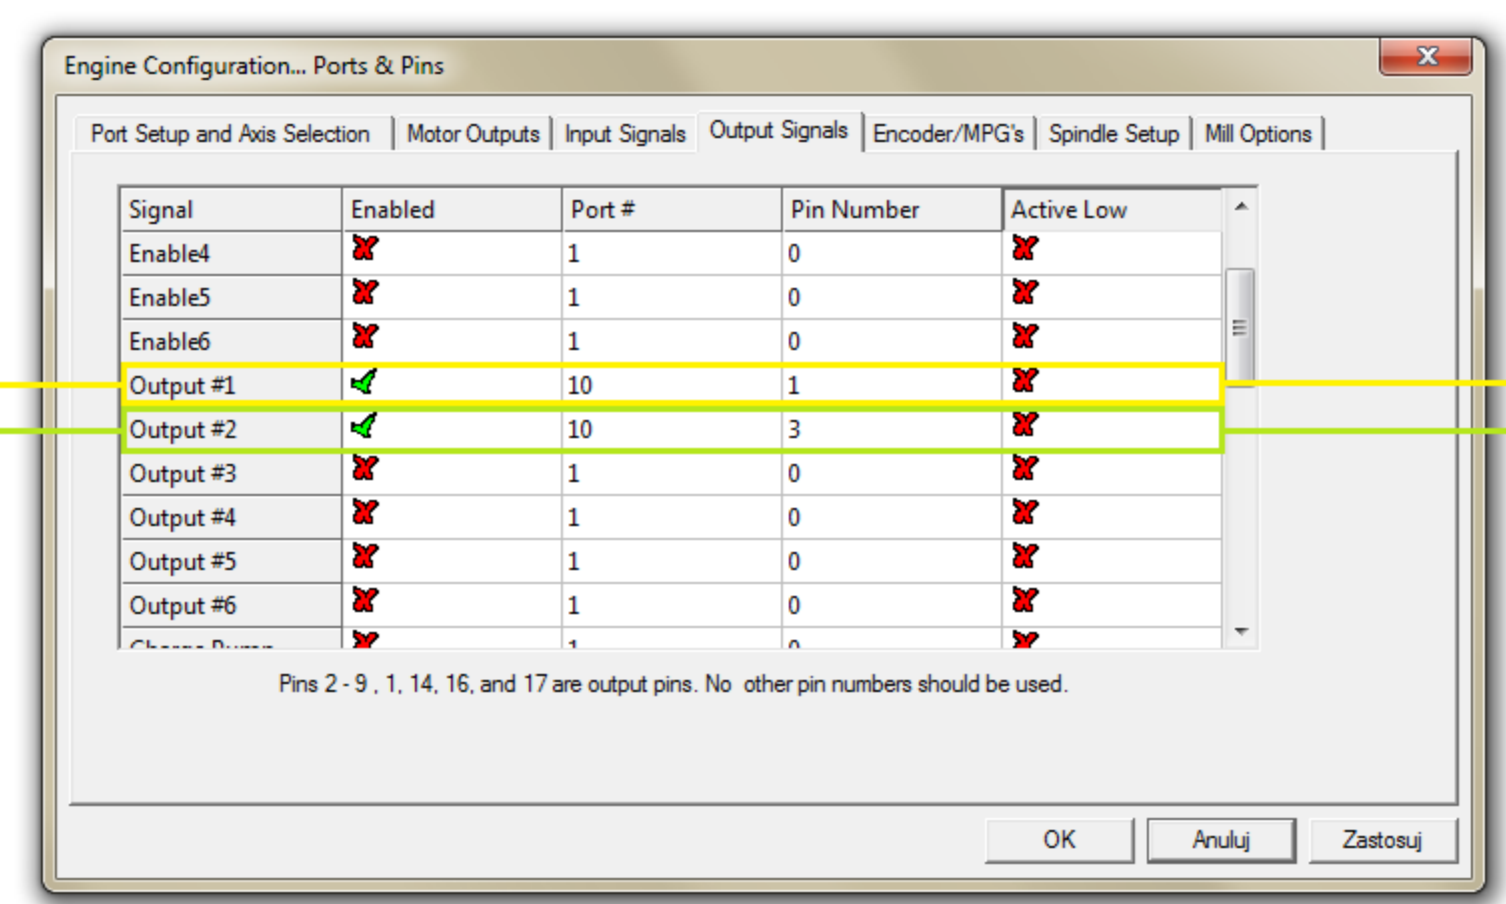 Engine Configuration... Ports & Pins
Port Setup and Axis Selection Motor Outputs Input Signals Output Signals Encoder/MPG's Spindle Setup Mill Options
Signal Enabled Port # Pin Number Active Low
Enable4 1 0
Enable5 1 0
Enable6 1 0
Output #1 10 1
Output #2 10 3
Output #3 1 0
Output #4 1 0
Output #5 1 0
Output #6 1 0
Charge Pump 1 0
Pins 2 - 9 , 1, 14, 16, and 17 are output pins. No other pin numbers should be used.
OK Anuluj Zastosuj